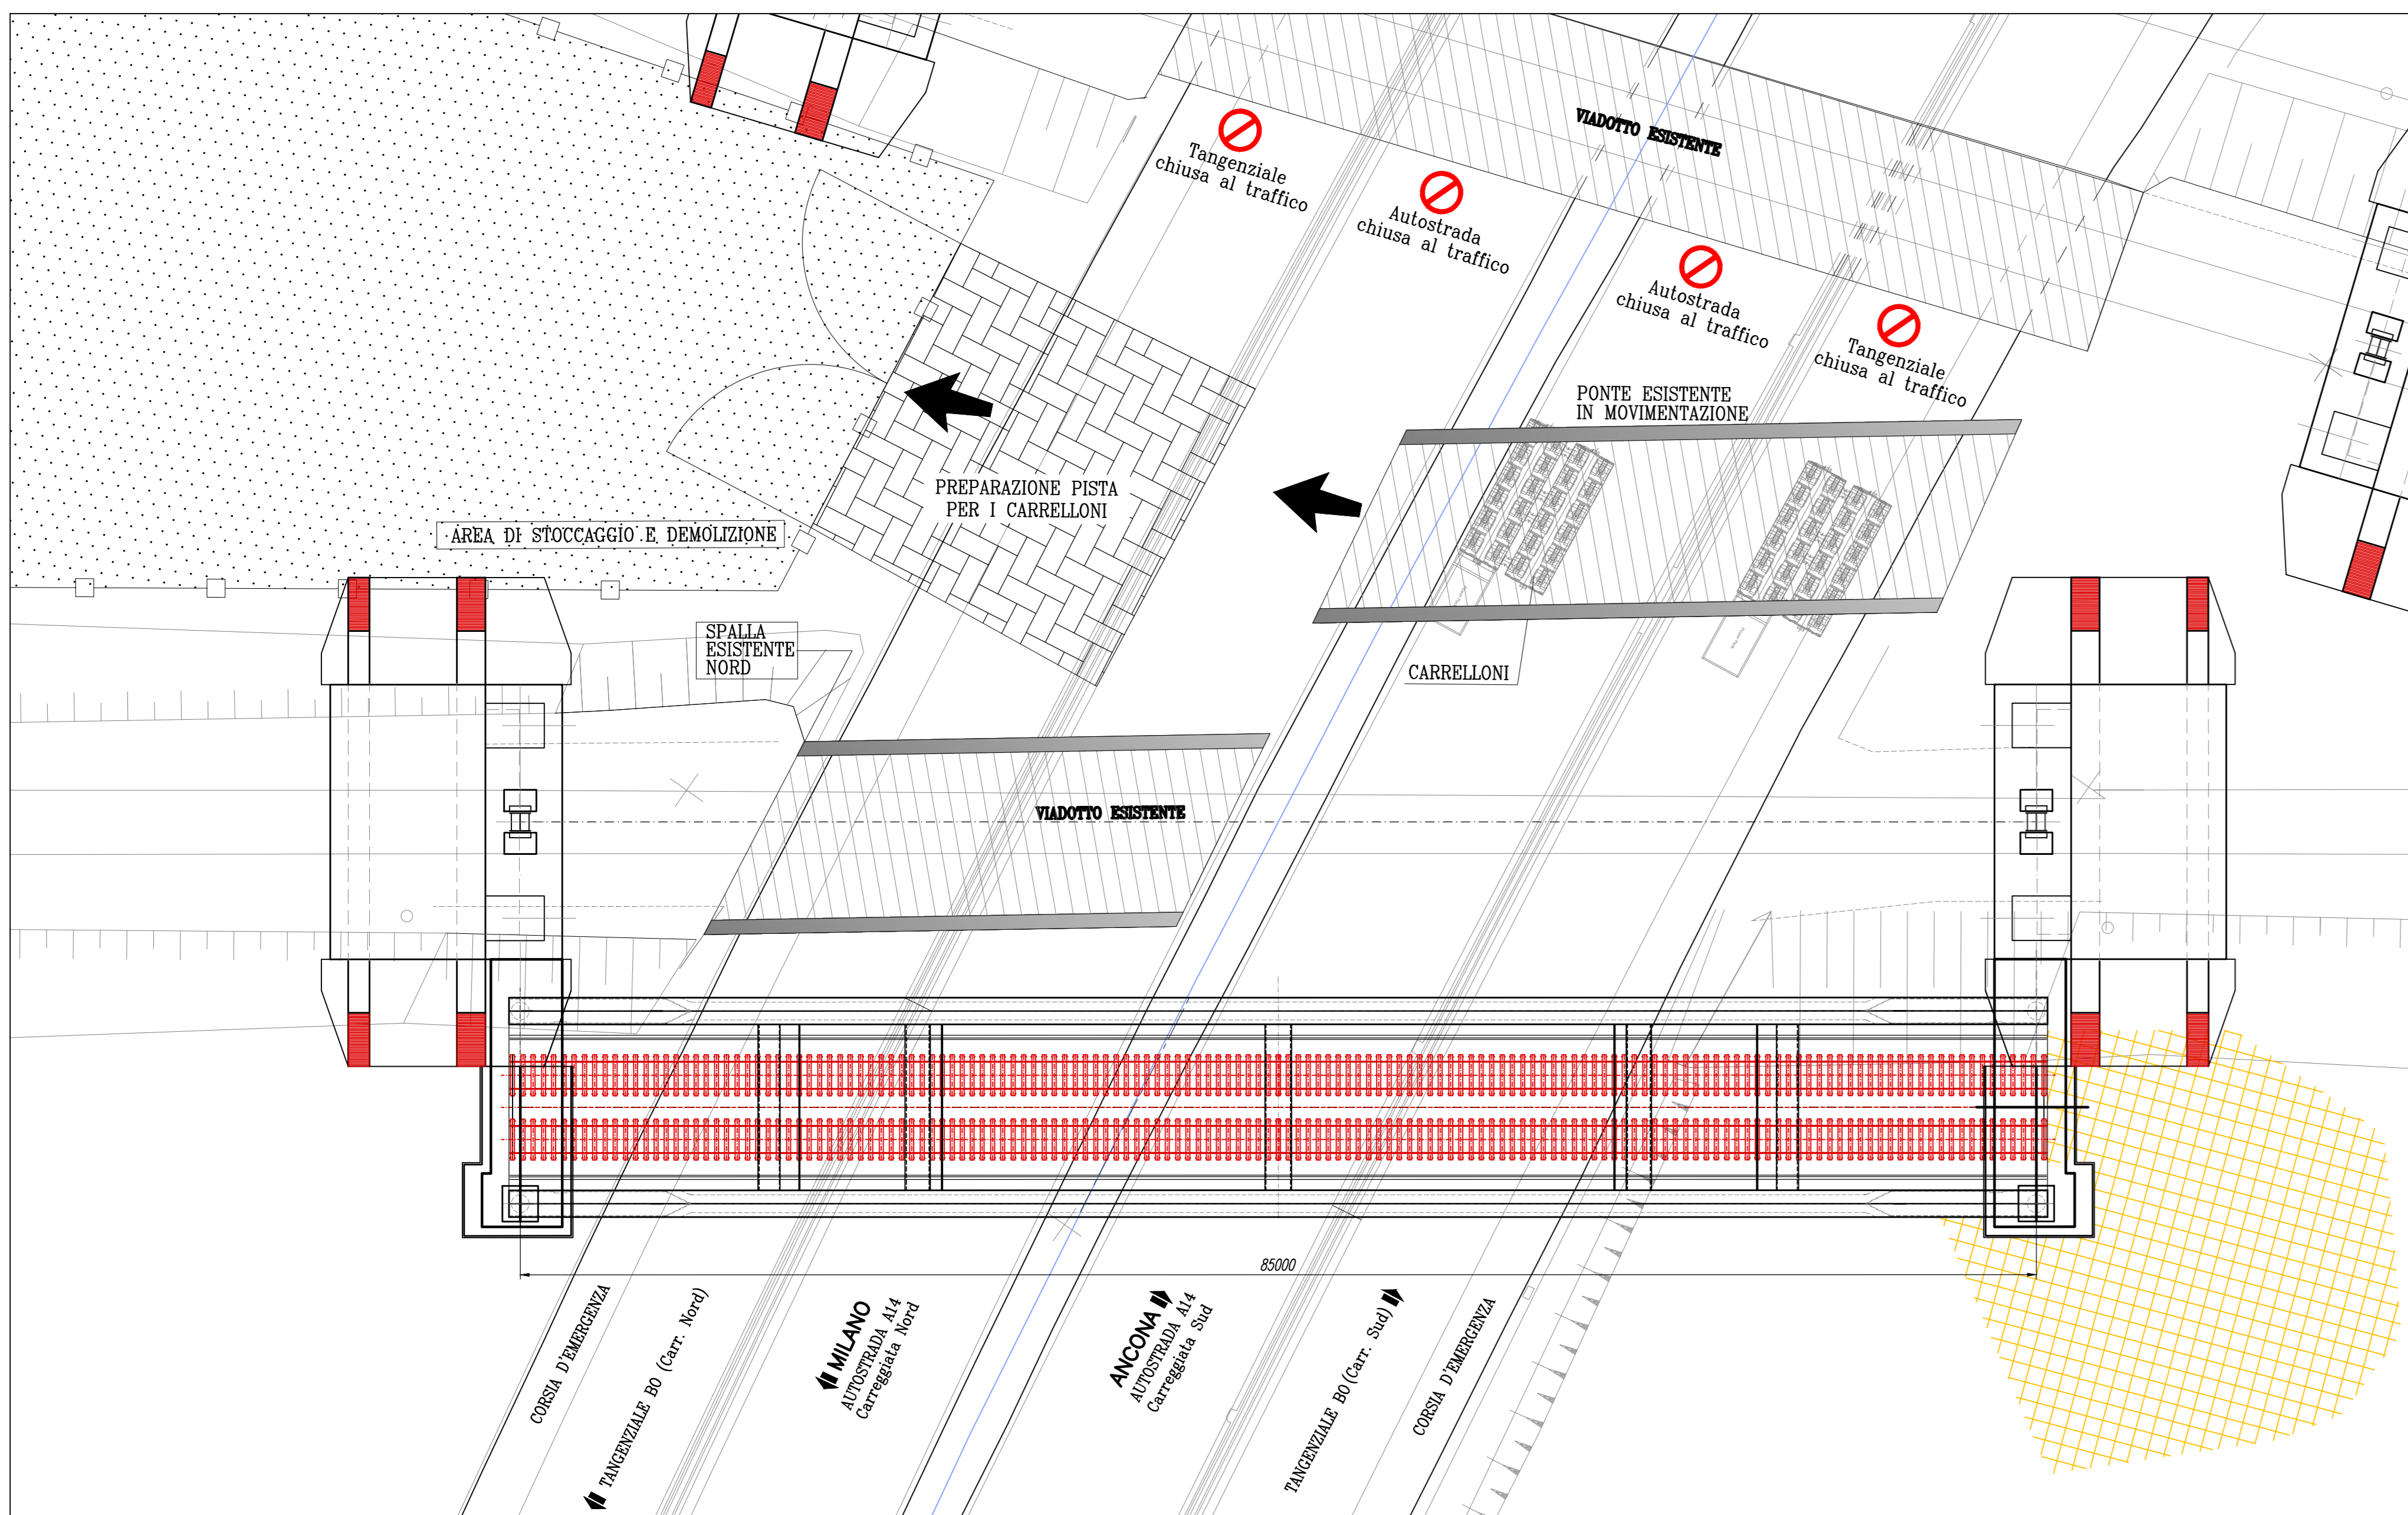 VIADOTTO ESISTENTE
Tangenziale
chiusa al traffico
Autostrada
chiusa al traffico
Autostrada
chiusa al traffico
Tangenziale
chiusa al traffico
PONTE ESISTENTE
IN MOVIMENTAZIONE
PREPARAZIONE PISTA
PER I CARRELLONI
AREA DI STOCCAGGIO E DEMOLIZIONE
SPALLA
ESISTENTE
NORD
CARRELLONI
VIADOTTO ESISTENTE
85000
CORSIA D'EMERGENZA
TANGENZIALE BO (Carr. Nord)
MILANO
AUTOSTRADA A14
Carreggiata Nord
ANCONA
AUTOSTRADA A14
Carreggiata Sud
TANGENZIALE BO (Carr. Sud)
CORSIA D'EMERGENZA